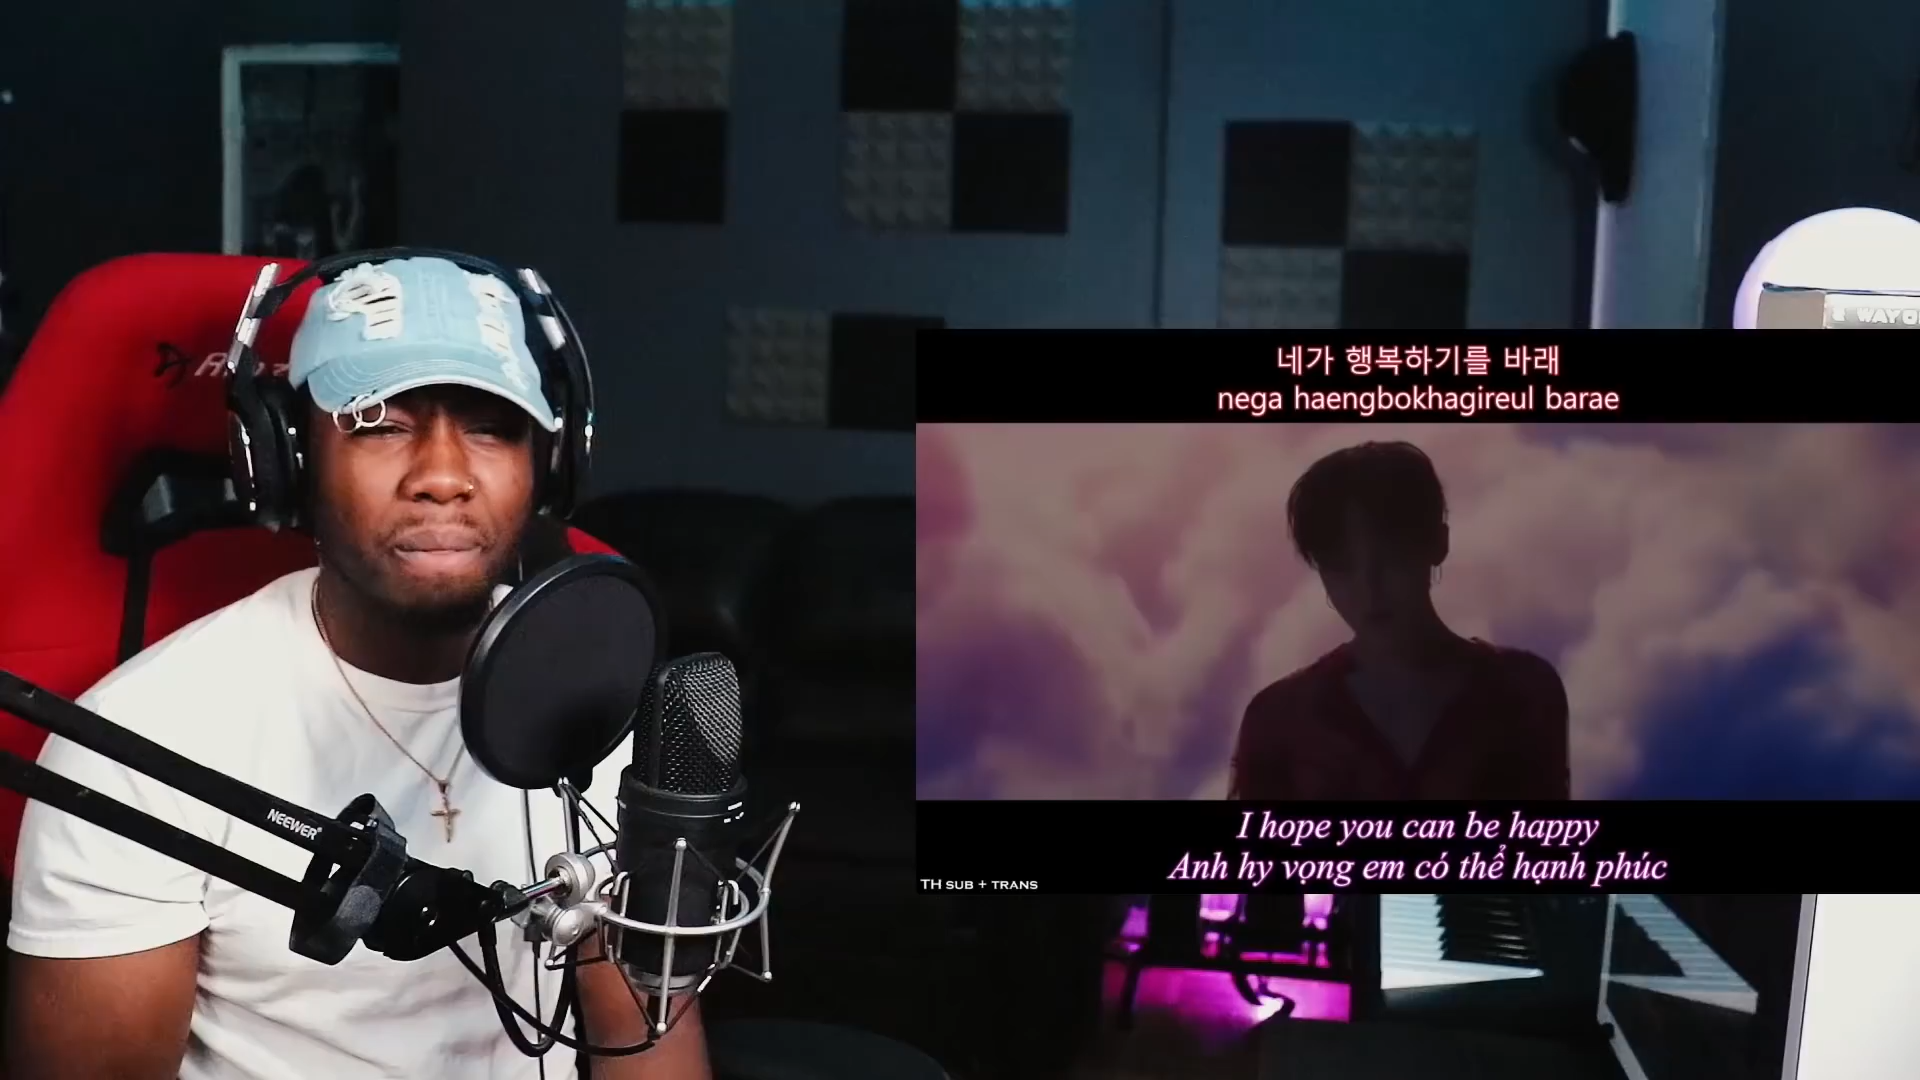 네가 행복하기를 바래
nega haengbokhagireul barae
I hope you can be happy
Anh hy vọng em có thể hạnh phúc
TH SUB + TRANS
NEEWER®